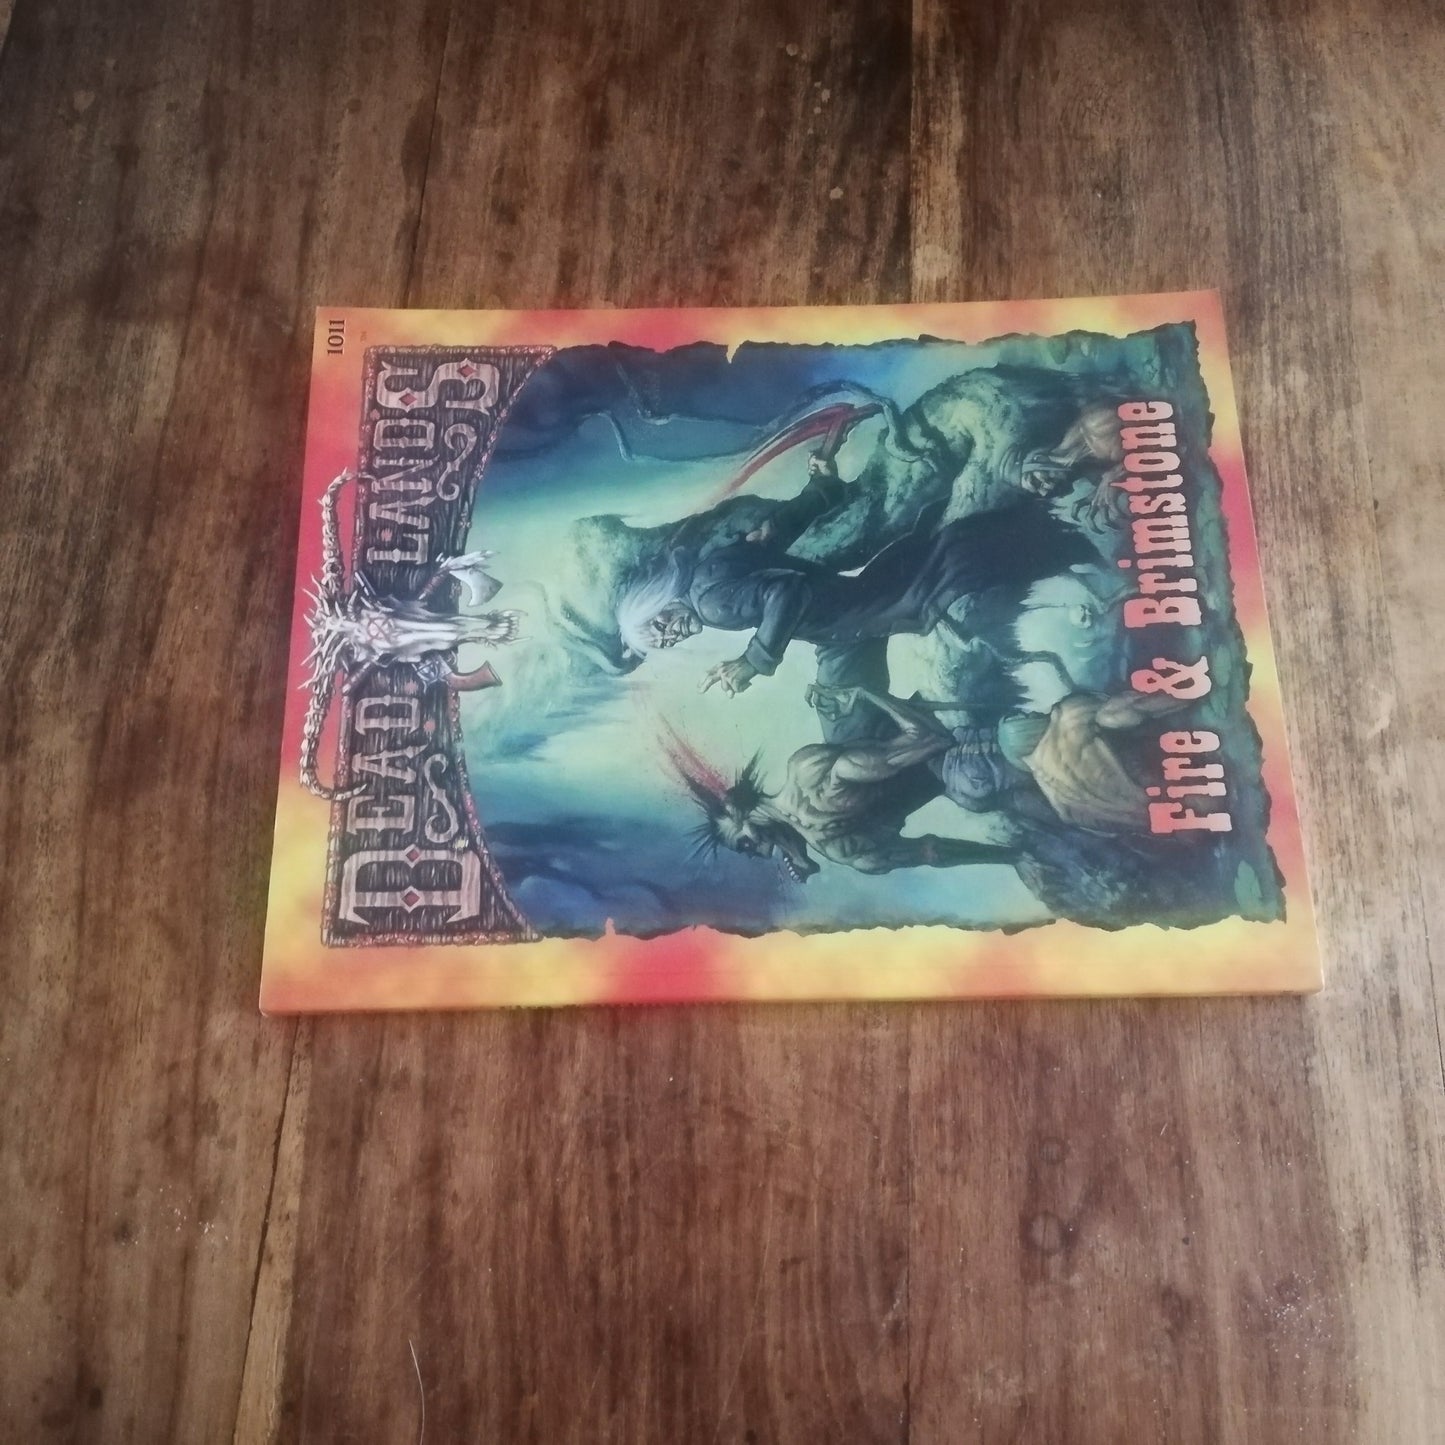 1011
DEADLANDS
Fire & Brimstone